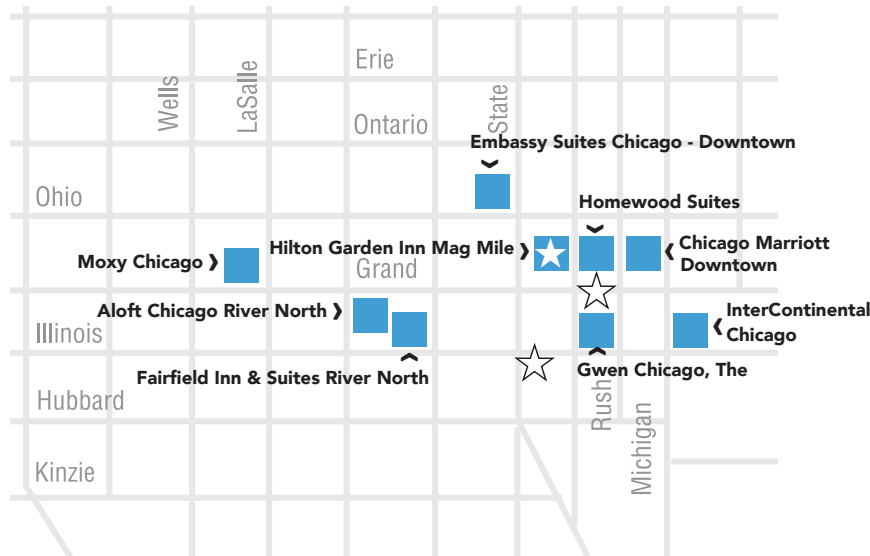 Erie
Wells
LaSalle
Ontario
State
Embassy Suites Chicago - Downtown
Ohio
Homewood Suites
Hilton Garden Inn Mag Mile
Chicago Marriott
Downtown
Moxy Chicago
Grand
Aloft Chicago River North
InterContinental
Chicago
Illinois
Fairfield Inn & Suites River North
Gwen Chicago, The
Hubbard
Rush
Michigan
Kinzie